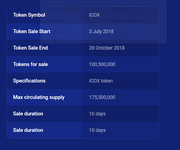 Token Symbol ICOX
Token Sale Start 3 July 2018
Token Sale End 28 October 2018
Tokens for sale 100,500,000
Specifications ICOX token
Max circulating supply 175,500,000
Sale duration 10 days
Sale duration 10 days